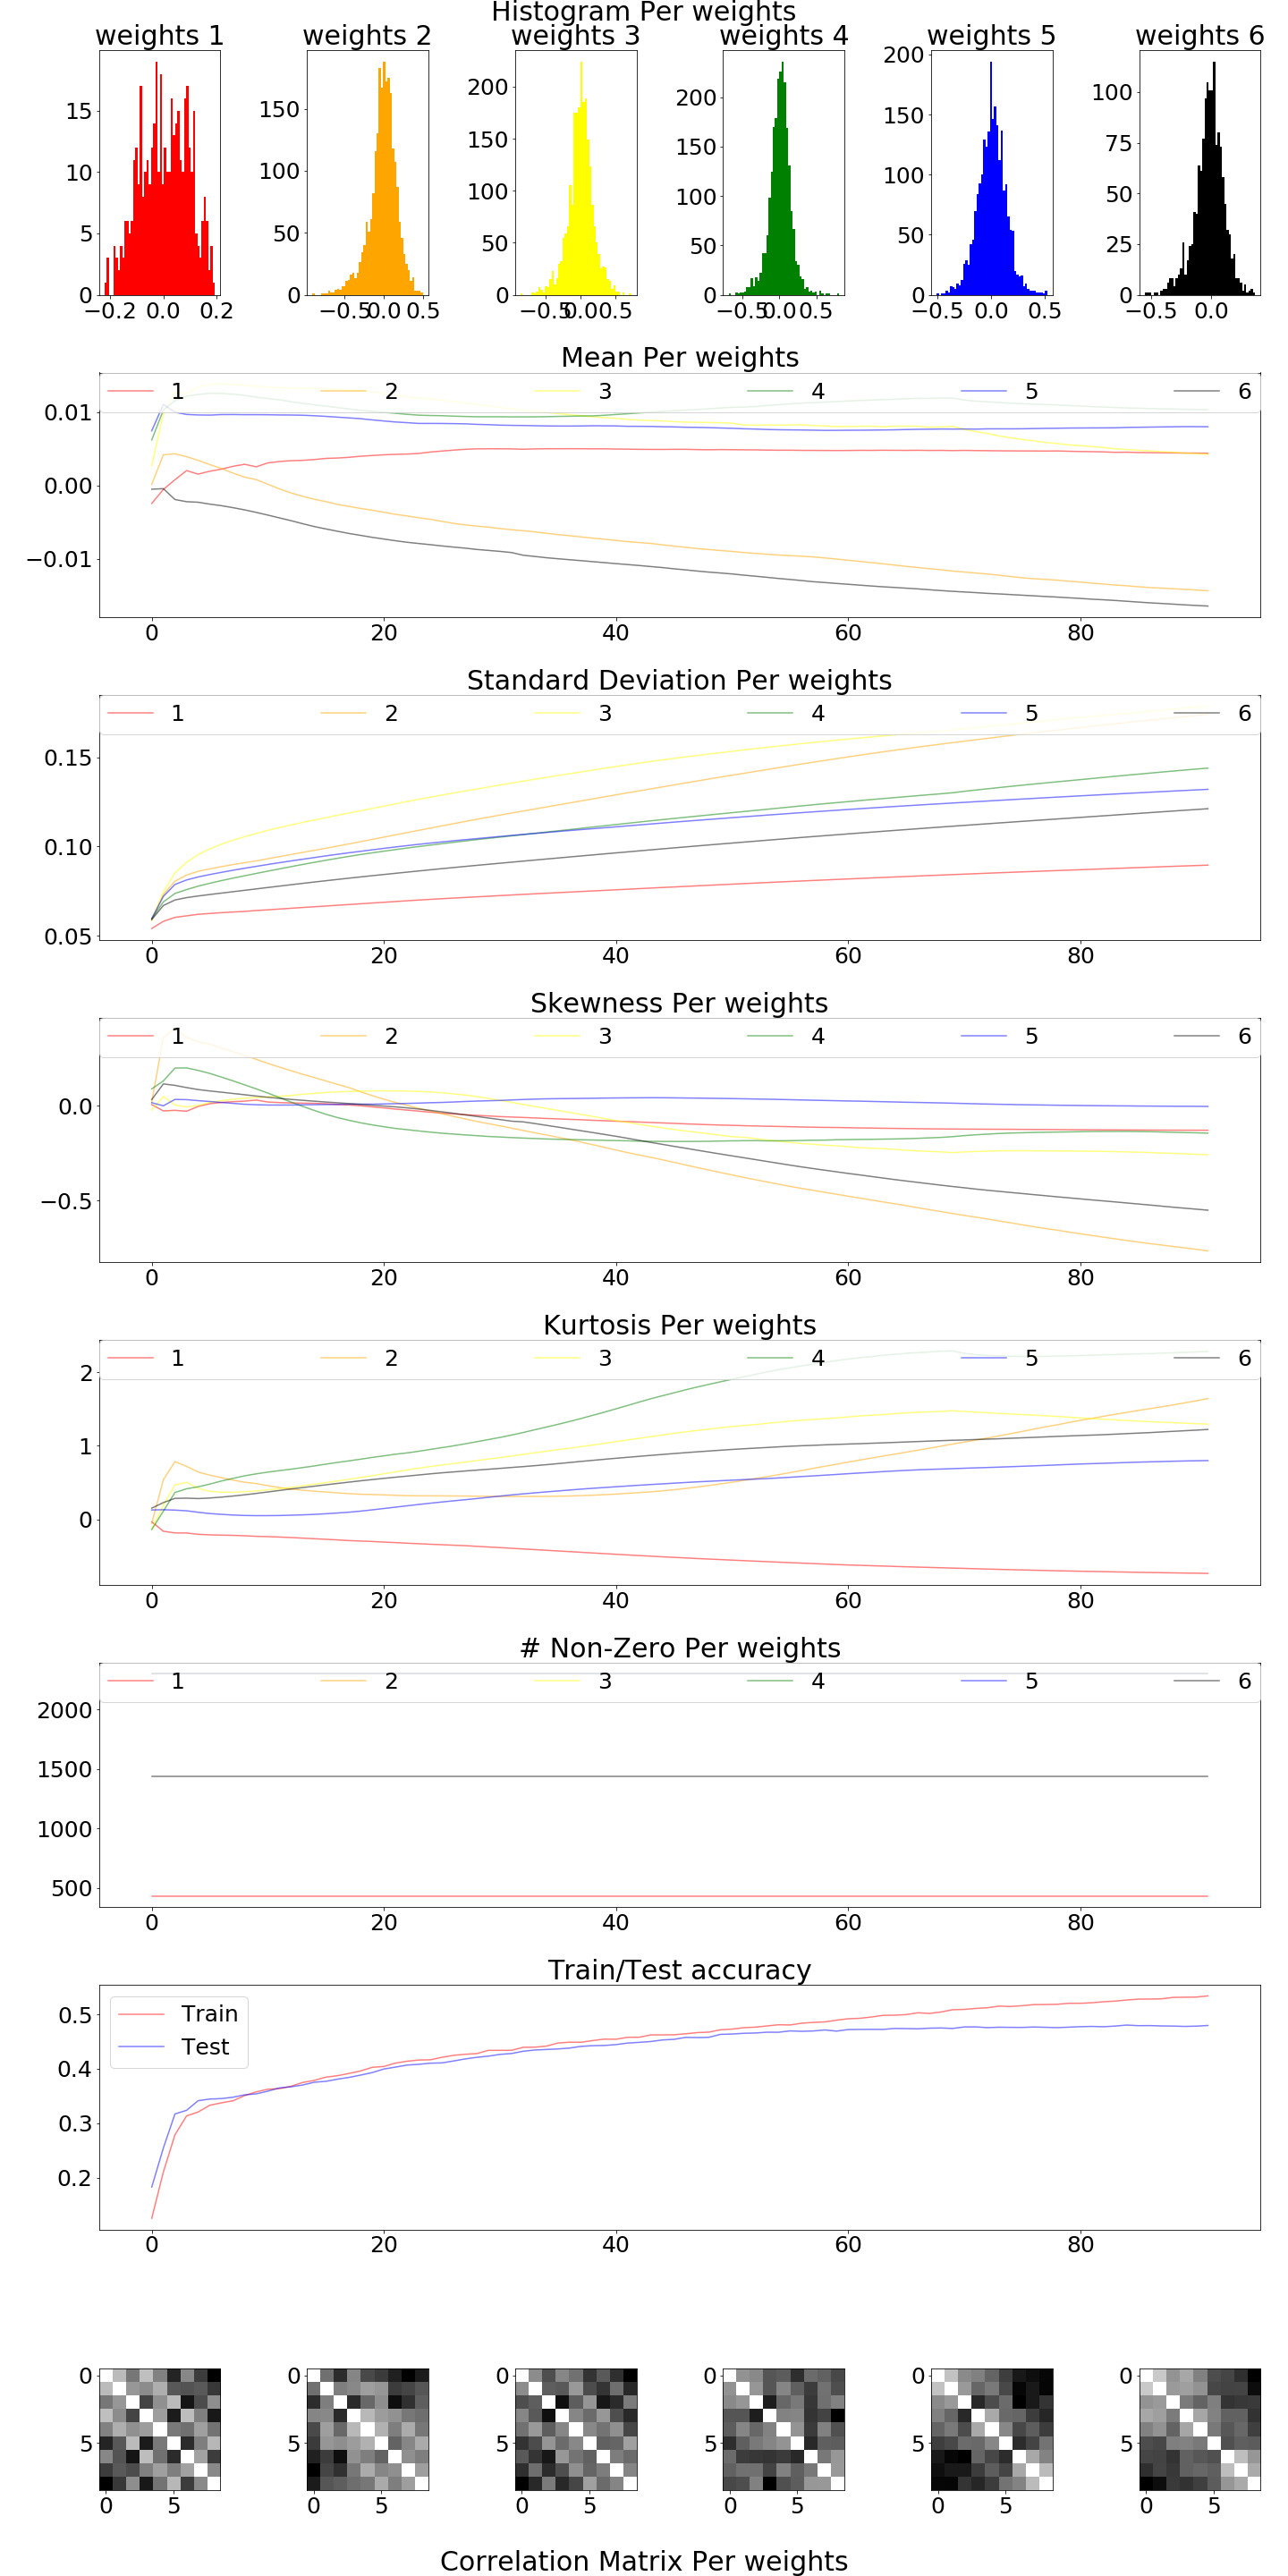 Histogram Per weights
weights 1 weights 2 weights 3 weights 4 weights 5 weights 6
15
10
5
0
−0.2 0.0 0.2
150
100
50
0
−0.5 0.0 0.5
200
150
100
50
0
−0.5 0.0 0.5
200
150
100
50
0
−0.5 0.0 0.5
200
150
100
50
0
−0.5 0.0 0.5
100
75
50
25
0
−0.5 0.0
Mean Per weights
1 2 3 4 5 6
0.01
0.00
−0.01
0 20 40 60 80
Standard Deviation Per weights
1 2 3 4 5 6
0.15
0.10
0.05
0 20 40 60 80
Skewness Per weights
1 2 3 4 5 6
0.0
−0.5
0 20 40 60 80
Kurtosis Per weights
1 2 3 4 5 6
2
1
0
0 20 40 60 80
# Non-Zero Per weights
1 2 3 4 5 6
2000
1500
1000
500
0 20 40 60 80
Train/Test accuracy
Train
Test
0.5
0.4
0.3
0.2
0 20 40 60 80
0
5
0 5
0
5
0 5
0
5
0 5
0
5
0 5
0
5
0 5
0
5
0 5
Correlation Matrix Per weights